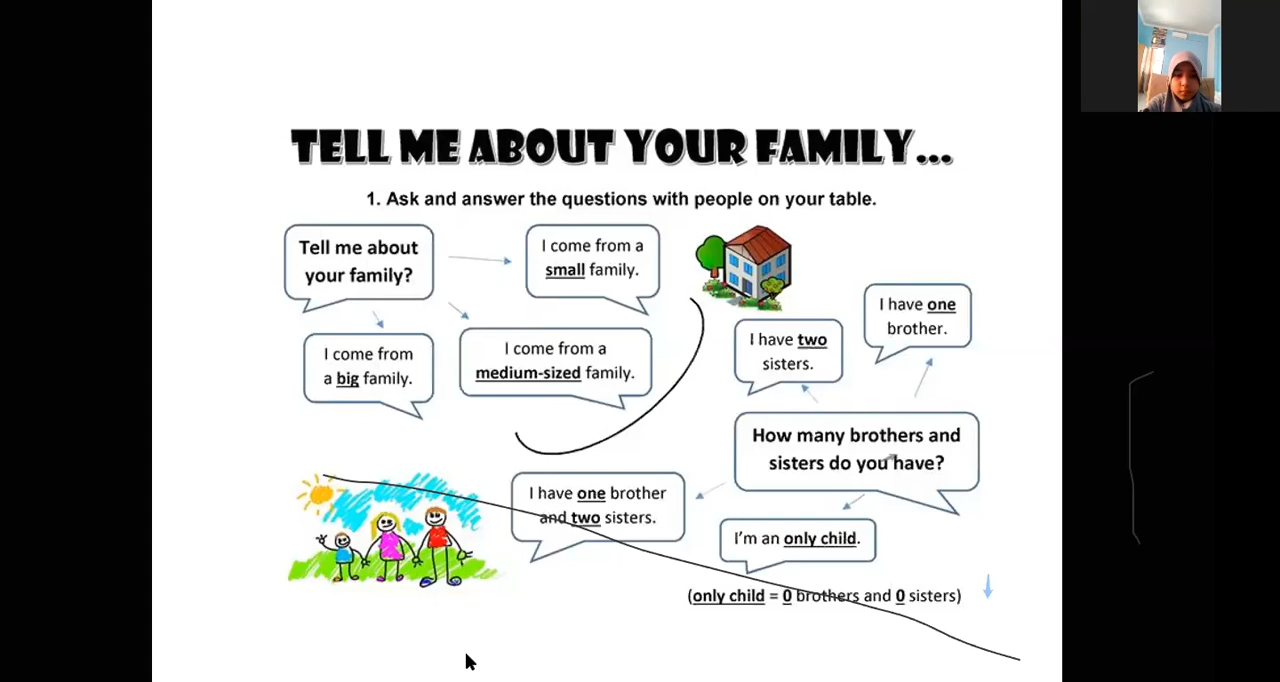 TELL ME ABOUT YOUR FAMILY...
1. Ask and answer the questions with people on your table.
Tell me about
your family?
I come from a
small family.
I come from
a big family.
I come from a
medium-sized family.
I have two
sisters.
I have one
brother.
How many brothers and
sisters do you have?
I have one brother
and two sisters.
I'm an only child.
(only child = 0 brothers and 0 sisters)